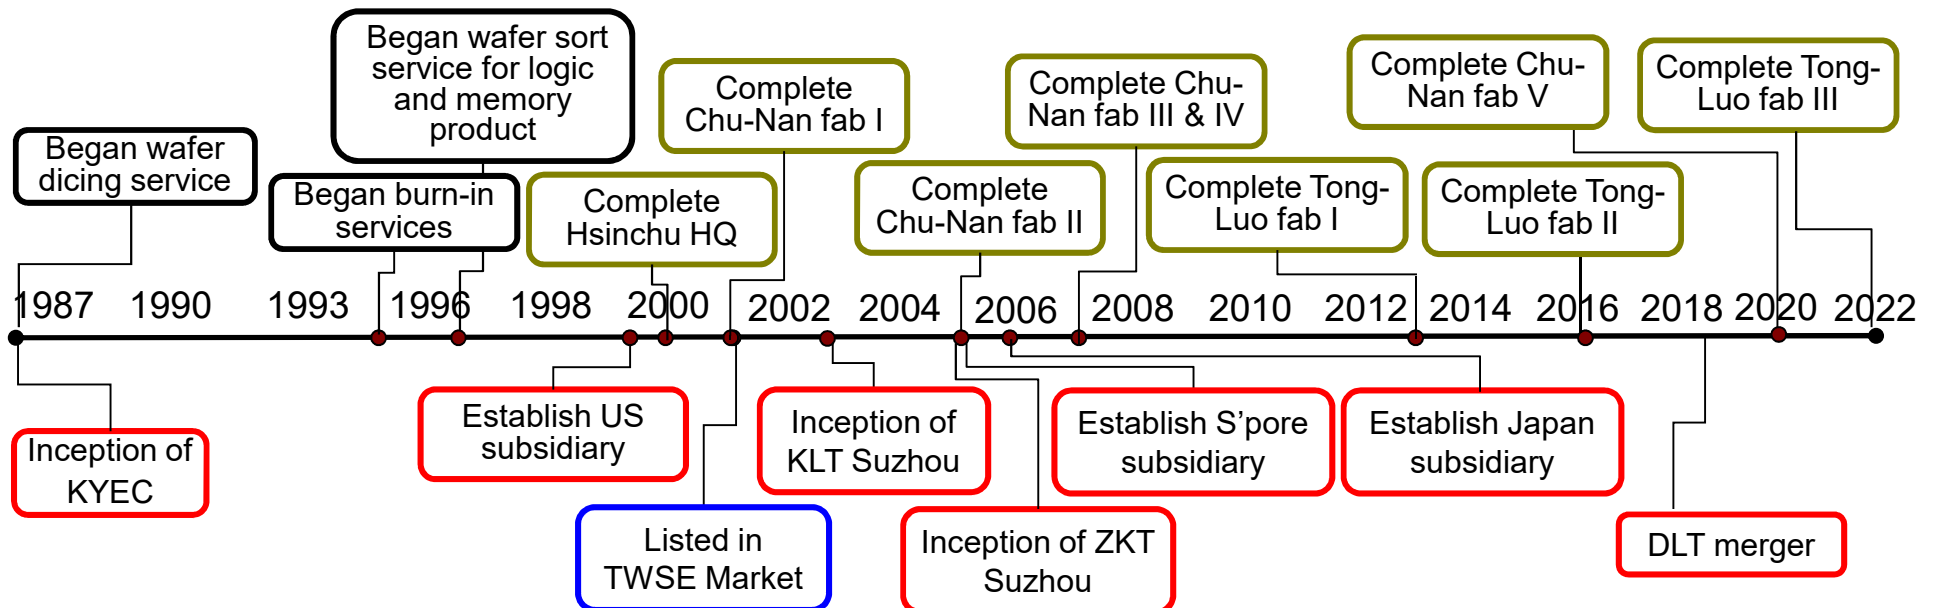 Began wafer sort
service for logic
and memory
product
Began wafer
dicing service
Began burn-in
services
Complete
Hsinchu HQ
Complete
Chu-Nan fab I
Complete
Chu-Nan fab II
Complete Chu-
Nan fab III & IV
Complete Tong-
Luo fab I
Complete Chu-
Nan fab V
Complete Tong-
Luo fab II
Complete Tong-
Luo fab III
1987 1990 1993 1996 1998 2000 2002 2004 2006 2008 2010 2012 2014 2016 2018 2020 2022
Inception of
KYEC
Establish US
subsidiary
Listed in
TWSE Market
Inception of
KLT Suzhou
Inception of ZKT
Suzhou
Establish S’pore
subsidiary
Establish Japan
subsidiary
DLT merger